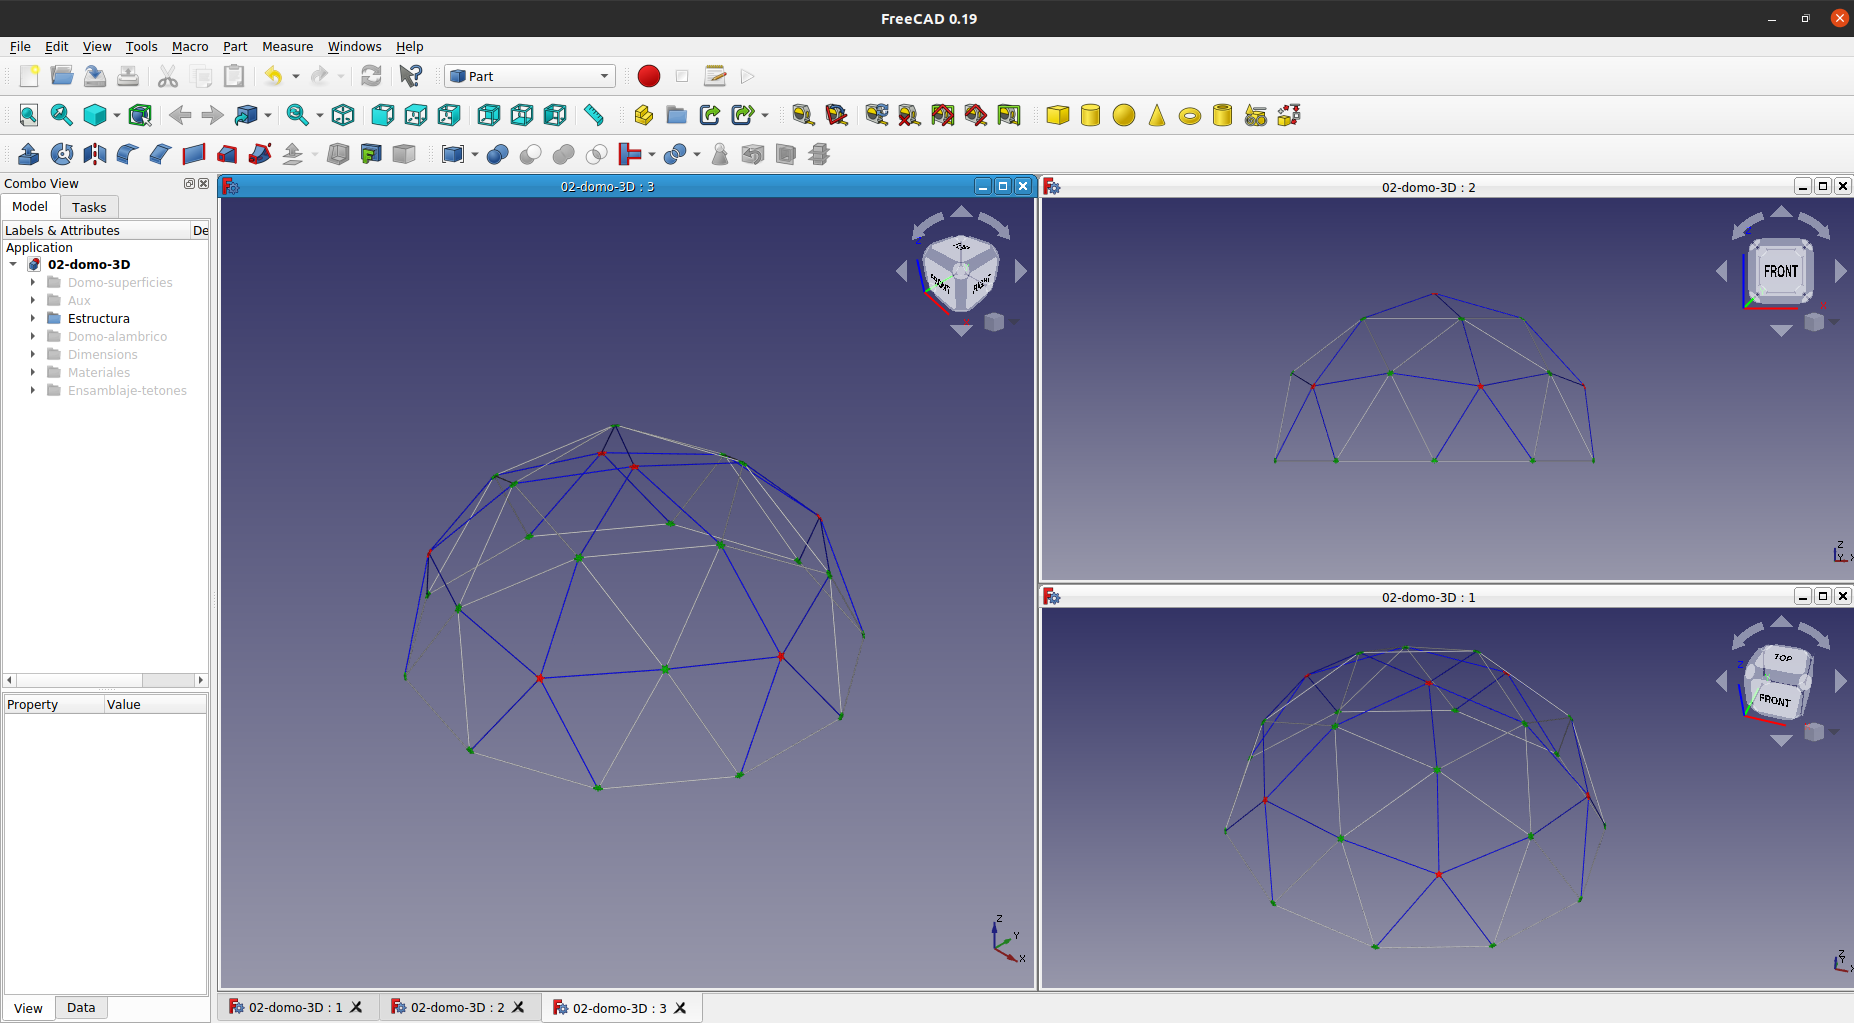 FreeCAD 0.19
File Edit View Tools Macro Part Measure Windows Help
Part
Combo View
Model Tasks
Labels & Attributes De
Application
02-domo-3D
Domo-superficies
Aux
Estructura
Domo-alambrico
Dimensions
Materiales
Ensamblaje-tetones
Property Value
View Data
02-domo-3D : 3
TOP
FRONT
RIGHT
Z
X
Z
Y
X
02-domo-3D : 2
FRONT
Z
X
Z
Y
X
02-domo-3D : 1
TOP
FRONT
Z
Z
Y
X
02-domo-3D : 1
02-domo-3D : 2
02-domo-3D : 3